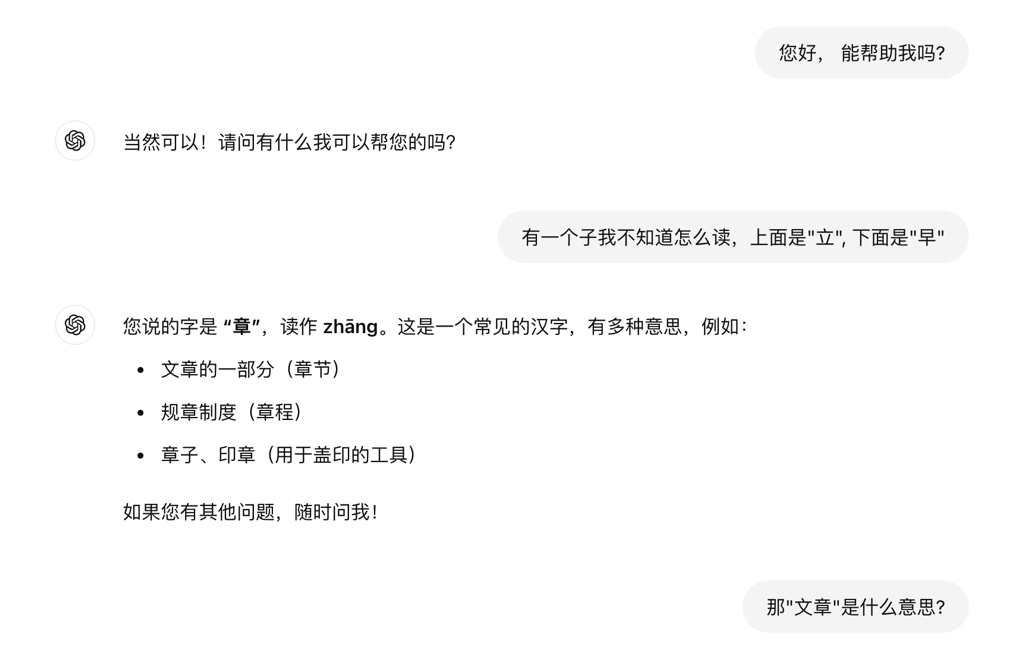 您好， 能帮助我吗?
当然可以！请问有什么我可以帮您的吗？
有一个子我不知道怎么读，上面是"立", 下面是"早"
您说的字是 “章”，读作 zhāng。这是一个常见的汉字，有多种意思，例如：
• 文章的一部分（章节）
• 规章制度（章程）
• 章子、印章（用于盖印的工具）
如果您有其他问题，随时问我！
那"文章"是什么意思?